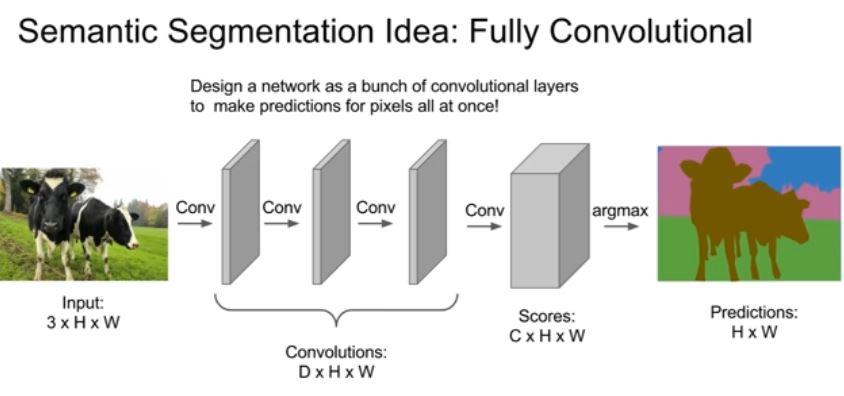 Semantic Segmentation Idea: Fully Convolutional
Design a network as a bunch of convolutional layers
to make predictions for pixels all at once!
Conv
Conv
Conv
Conv
argmax
Input:
3 x H x W
Convolutions:
D x H x W
Scores:
C x H x W
Predictions:
H x W